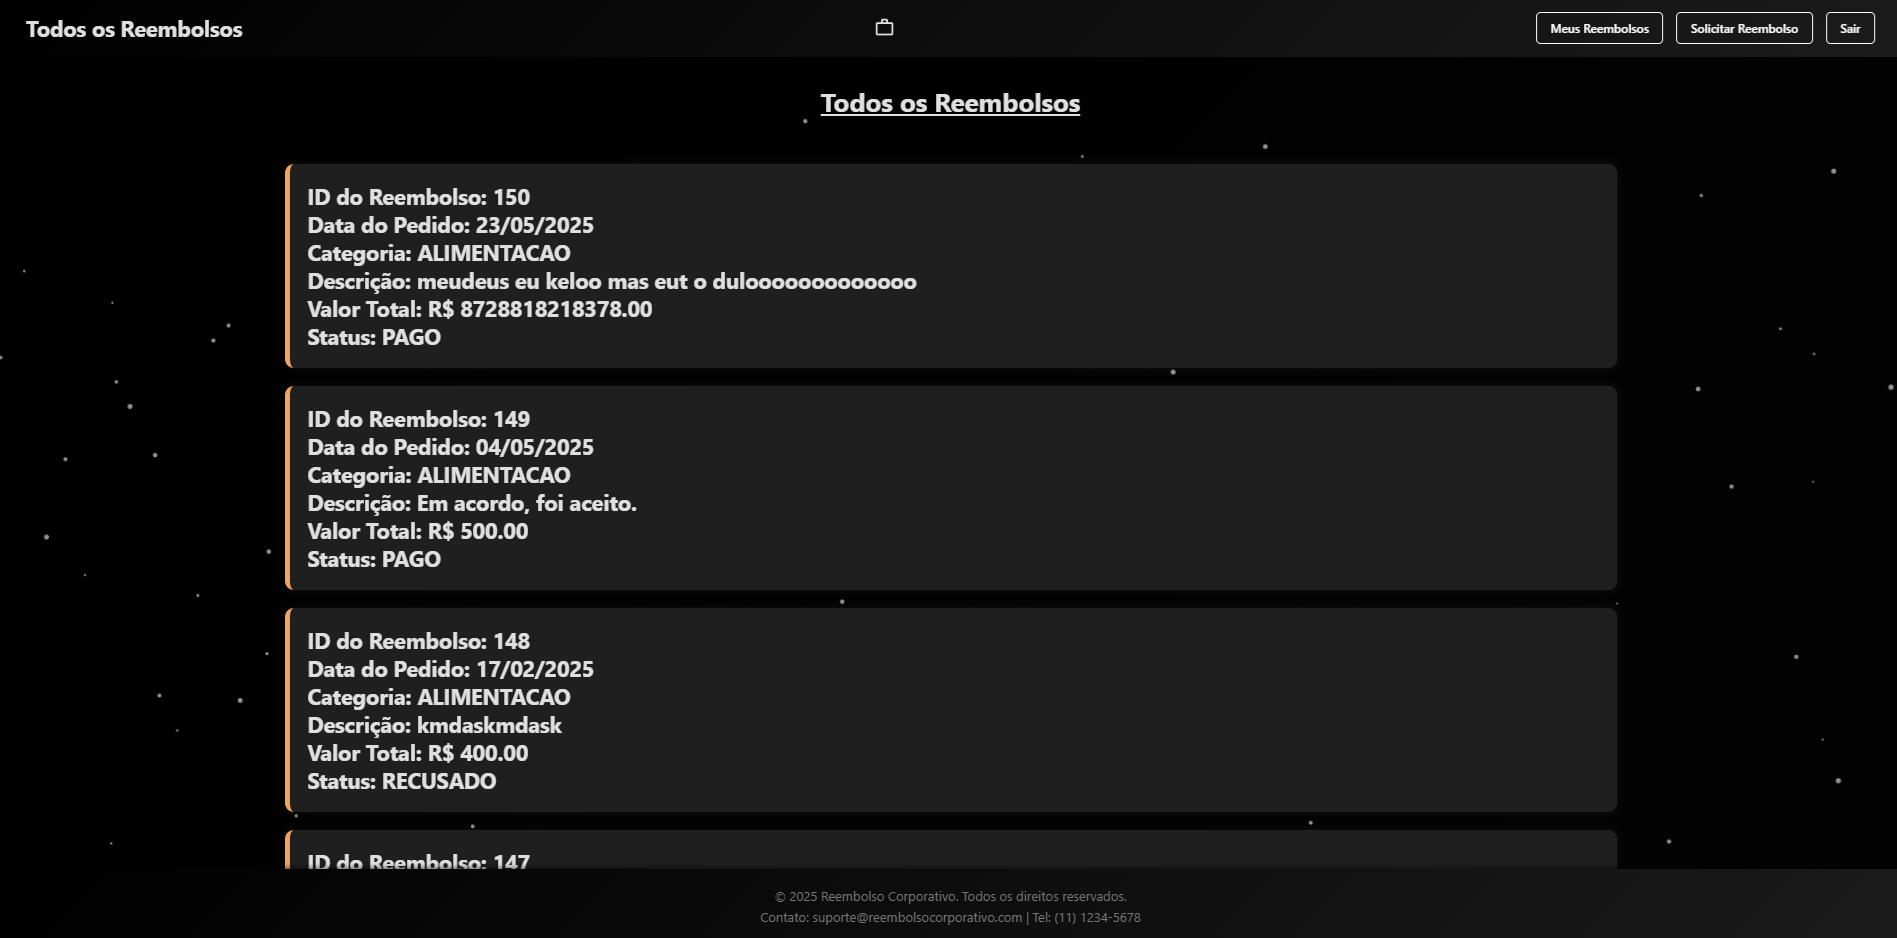 Todos os Reembolsos
Meus Reembolsos
Solicitar Reembolso
Sair
Todos os Reembolsos
ID do Reembolso: 150
Data do Pedido: 23/05/2025
Categoria: ALIMENTACAO
Descrição: meudeus eu keloo mas eut o dulooooooooooooo
Valor Total: R$ 8728818218378.00
Status: PAGO
ID do Reembolso: 149
Data do Pedido: 04/05/2025
Categoria: ALIMENTACAO
Descrição: Em acordo, foi aceito.
Valor Total: R$ 500.00
Status: PAGO
ID do Reembolso: 148
Data do Pedido: 17/02/2025
Categoria: ALIMENTACAO
Descrição: kmdaskmdask
Valor Total: R$ 400.00
Status: RECUSADO
ID do Reembolso: 147
© 2025 Reembolso Corporativo. Todos os direitos reservados.
Contato: suporte@reembolsocorporativo.com | Tel: (11) 1234-5678